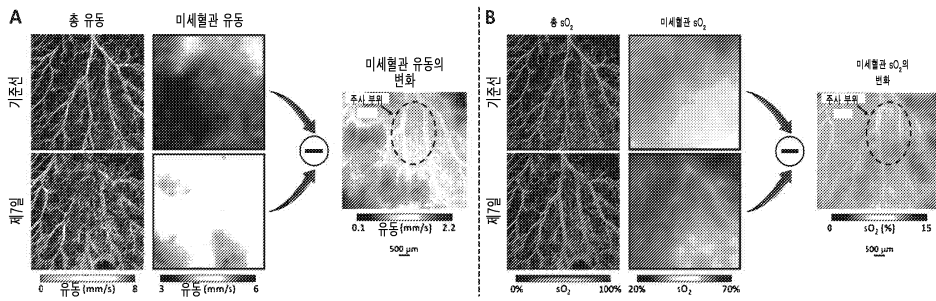 A
총 유동
미세혈관 유동
기준선
제7일
0 유동 (mm/s) 8
3 유동 (mm/s) 6
미세혈관 유동의
변화
주시 부위
0.1 유동 (mm/s) 2.2
500 μm
B
총 sO₂
미세혈관 sO₂
기준선
제7일
0% sO₂ 100%
20% sO₂ 70%
미세혈관 sO₂의
변화
주시 부위
0 sO₂ (%) 15
500 μm